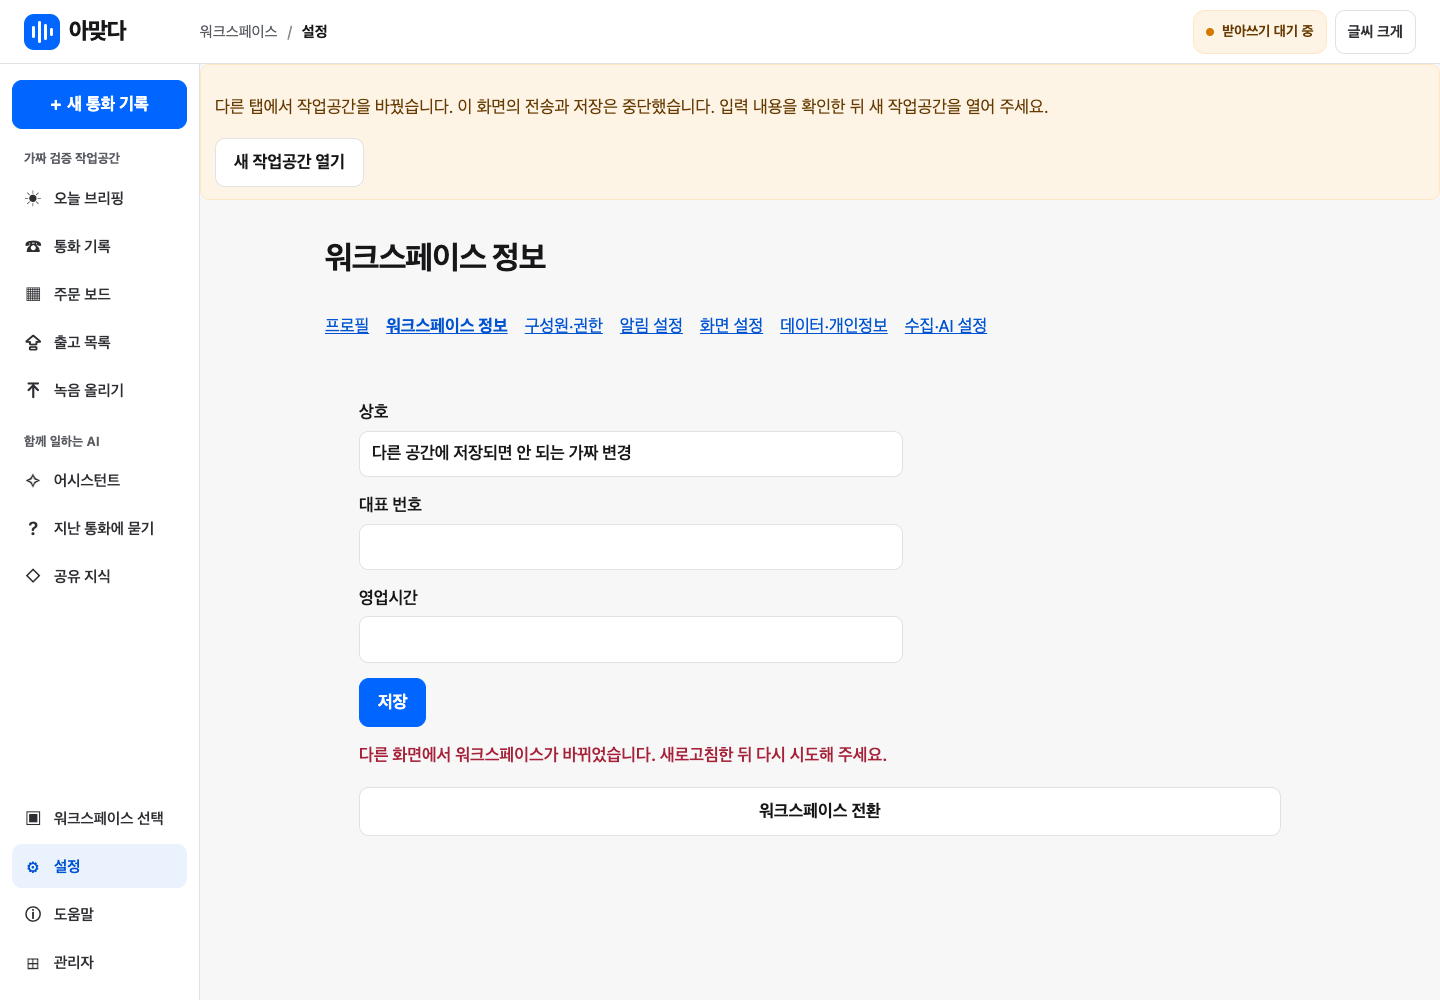 아맞다
워크스페이스 / 설정
받아쓰기 대기 중
글씨 크게
+ 새 통화 기록
가짜 검증 작업공간
오늘 브리핑
통화 기록
주문 보드
출고 목록
녹음 올리기
함께 일하는 AI
어시스턴트
? 지난 통화에 묻기
공유 지식
워크스페이스 선택
설정
도움말
관리자
다른 탭에서 작업공간을 바꿨습니다. 이 화면의 전송과 저장은 중단했습니다. 입력 내용을 확인한 뒤 새 작업공간을 열어 주세요.
새 작업공간 열기
워크스페이스 정보
프로필 워크스페이스 정보 구성원·권한 알림 설정 화면 설정 데이터·개인정보 수집·AI 설정
상호
다른 공간에 저장되면 안 되는 가짜 변경
대표 번호
영업시간
저장
다른 화면에서 워크스페이스가 바뀌었습니다. 새로고침한 뒤 다시 시도해 주세요.
워크스페이스 전환